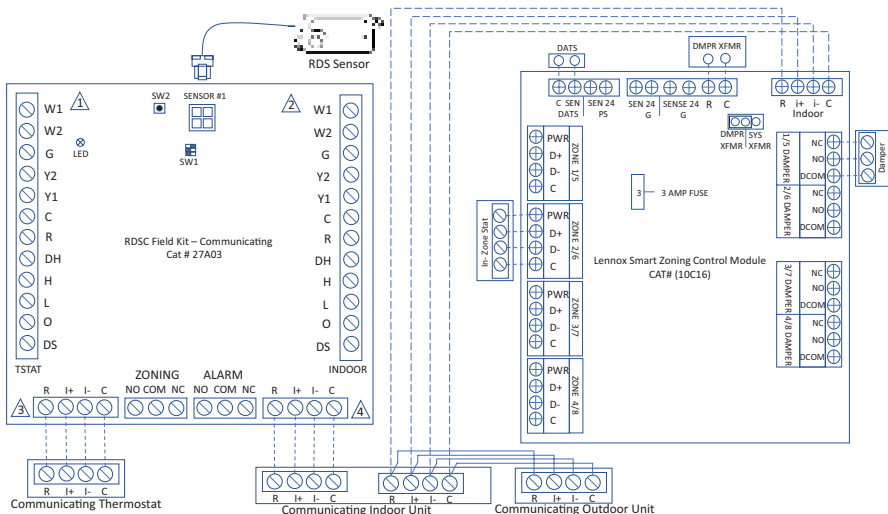 RDS Sensor
1
SW2
SENSOR #1
2
LED
SW1
W1
W2
G
Y2
Y1
C
R
DH
H
L
O
DS
TSTAT
RDSC Field Kit – Communicating
Cat # 27A03
W1
W2
G
Y2
Y1
C
R
DH
H
L
O
DS
INDOOR
ZONING
NO COM NC
ALARM
NO COM NC
3
R I+ I- C
R I+ I- C
4
R I+ I- C
Communicating Thermostat
R I+ I- C
R I+ I- C
Communicating Indoor Unit
R I+ I- C
Communicating Outdoor Unit
DATS
DMPR XFMR
C SEN
DATS
SEN 24
PS
SEN 24
G
SENSE 24
G
R C
R i+ i- C
Indoor
DMPR
XFMR
SYS
XFMR
PWR
D+
D-
C
ZONE 1/5
PWR
D+
D-
C
ZONE 2/6
PWR
D+
D-
C
ZONE 3/7
PWR
D+
D-
C
ZONE 4/8
In- Zone Stat
3
3 AMP FUSE
Lennox Smart Zoning Control Module
CAT# (10C16)
1/5 DAMPER
NC
NO
DCOM
2/6 DAMPER
NC
NO
DCOM
3/7 DAMPER
NC
NO
DCOM
4/8 DAMPER
NC
NO
DCOM
Damper